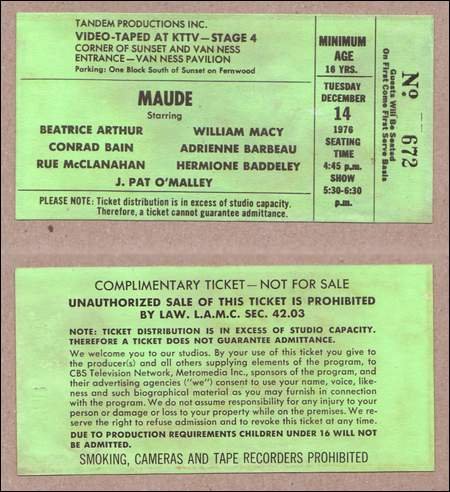 TANDEM PRODUCTIONS INC.
VIDEO-TAPED AT KTTV—STAGE 4
CORNER OF SUNSET AND VAN NESS
ENTRANCE—VAN NESS PAVILION
Parking: One Block South of Sunset on Fernwood
MAUDE
Starring
BEATRICE ARTHUR WILLIAM MACY
CONRAD BAIN ADRIENNE BARBEAU
RUE McCLANAHAN HERMIONE BADDELEY
J. PAT O'MALLEY
PLEASE NOTE: Ticket distribution is in excess of studio capacity.
Therefore, a ticket cannot guarantee admittance.
MINIMUM
AGE
16 YRS.
TUESDAY
DECEMBER
14
1976
SEATING
TIME
4:45 p.m.
SHOW
5:30-6:30
p.m.
Guests Will Be Seated
On First Come First Serve Basis
No. 672
COMPLIMENTARY TICKET—NOT FOR SALE
UNAUTHORIZED SALE OF THIS TICKET IS PROHIBITED
BY LAW. L.A.M.C. SEC. 42.03
NOTE: TICKET DISTRIBUTION IS IN EXCESS OF STUDIO CAPACITY.
THEREFORE A TICKET DOES NOT GUARANTEE ADMITTANCE.
We welcome you to our studios. By your use of this ticket you give to
the producer(s) and all others supplying elements of the program, to
CBS Television Network, Metromedia Inc., sponsors of the program, and
their advertising agencies ("we") consent to use your name, voice, like-
ness and such biographical material as you may furnish in connection
with the program. We do not assume responsibility for any injury to your
person or damage or loss to your property while on the premises. We re-
serve the right to refuse admission and to revoke this ticket at any time.
DUE TO PRODUCTION REQUIREMENTS CHILDREN UNDER 16 WILL NOT
BE ADMITTED.
SMOKING, CAMERAS AND TAPE RECORDERS PROHIBITED